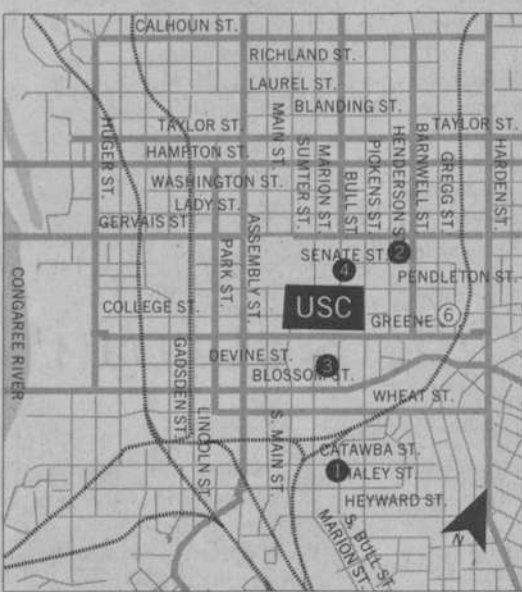 CALHOUN ST.
RICHLAND ST.
LAUREL ST.
BLANDING ST.
TAYLOR ST.
TAYLOR ST.
HAMPTON ST.
WASHINGTON ST.
LADY ST.
GERVAIS ST.
HUGER ST.
MAIN ST.
SUMTER ST.
MARION ST.
BULL ST.
PICKENS ST.
HENDERSON S
BARNWELL ST.
GREGG ST.
HARDEN ST.
ASSEMBLY ST.
PARK ST.
SENATE ST.
2
4
PENDLETON ST.
CONGAREE RIVER
COLLEGE ST.
USC
GREENE
6
GADSDEN ST.
DEVINE ST.
3
BLOSSOM ST.
WHEAT ST.
LINCOLN ST.
S. MAIN ST.
CATAWBA ST.
1
HALEY ST.
HEYWARD ST.
S. BULL ST.
MARION ST.
N